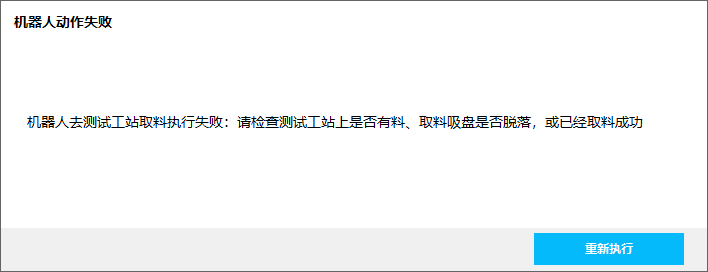 机器人动作失败
机器人去测试工站取料执行失败：请检查测试工站上是否有料、取料吸盘是否脱落，或已经取料成功
重新执行